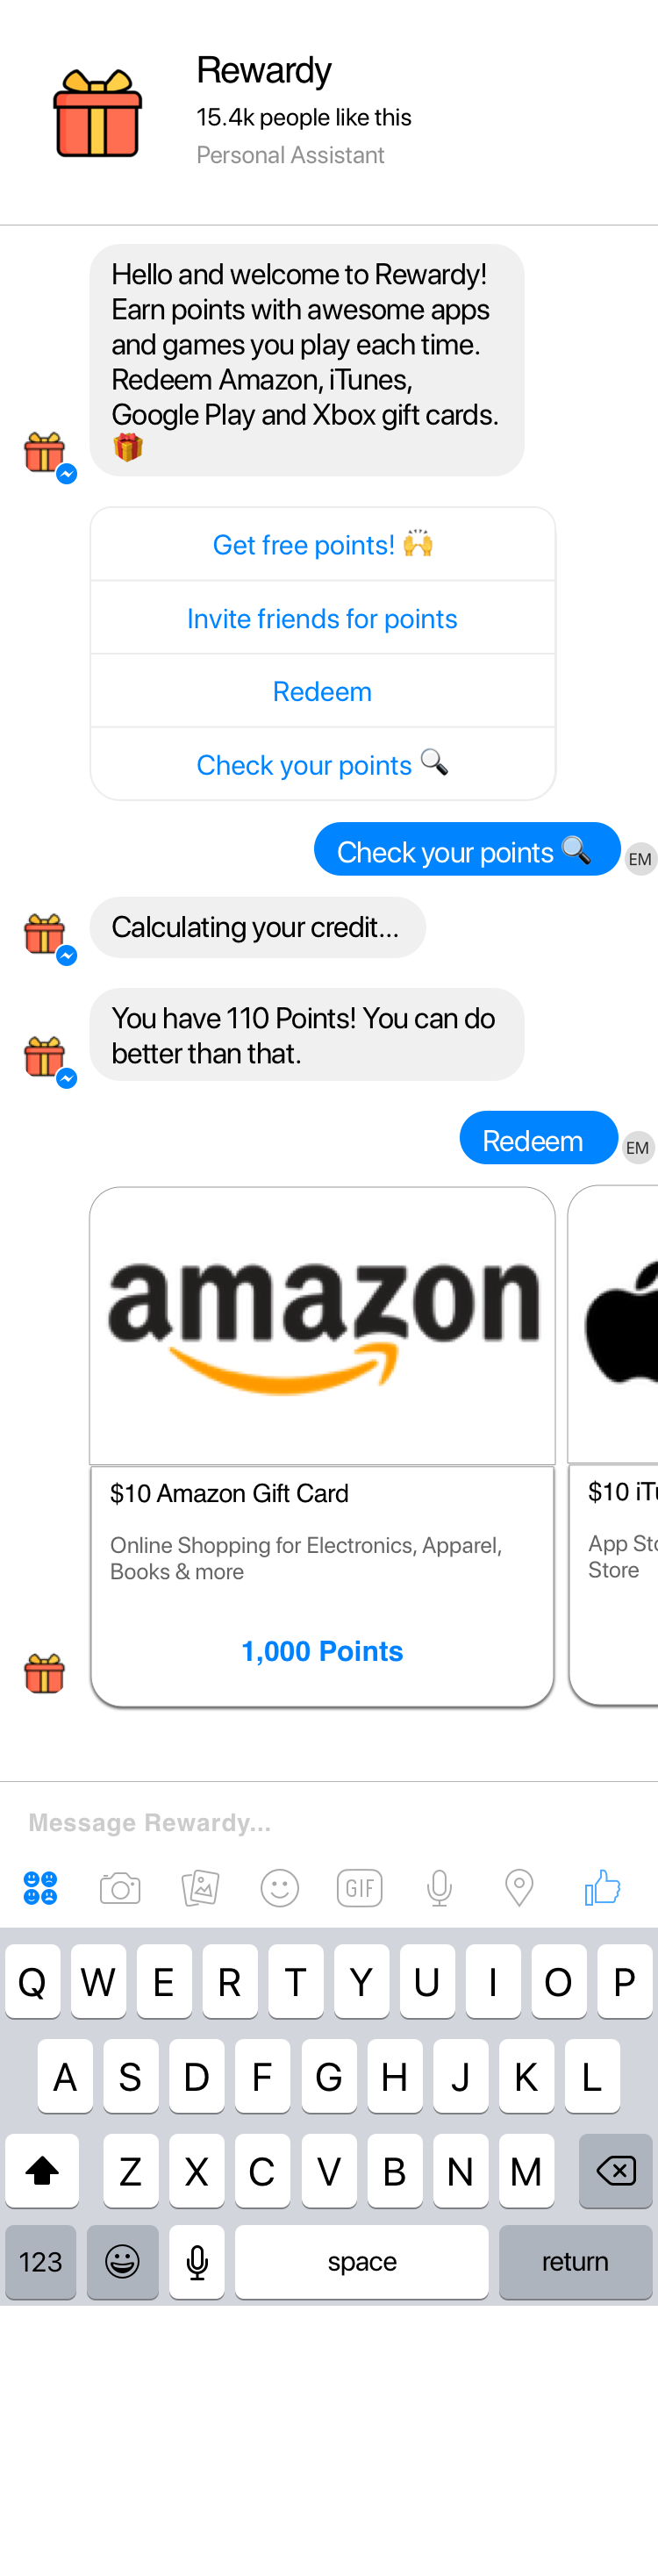 Rewardy
15.4k people like this
Personal Assistant
Hello and welcome to Rewardy!
Earn points with awesome apps
and games you play each time.
Redeem Amazon, iTunes,
Google Play and Xbox gift cards.
🎁
Get free points! 🙌
Invite friends for points
Redeem
Check your points 🔍
Check your points 🔍
EM
Calculating your credit...
You have 110 Points! You can do
better than that.
Redeem
EM
amazon
$10 Amazon Gift Card
Online Shopping for Electronics, Apparel,
Books & more
1,000 Points
$10 iT
App Sto
Store
Message Rewardy...
GIF
Q W E R T Y U I O P
A S D F G H J K L
Z X C V B N M
123 space return